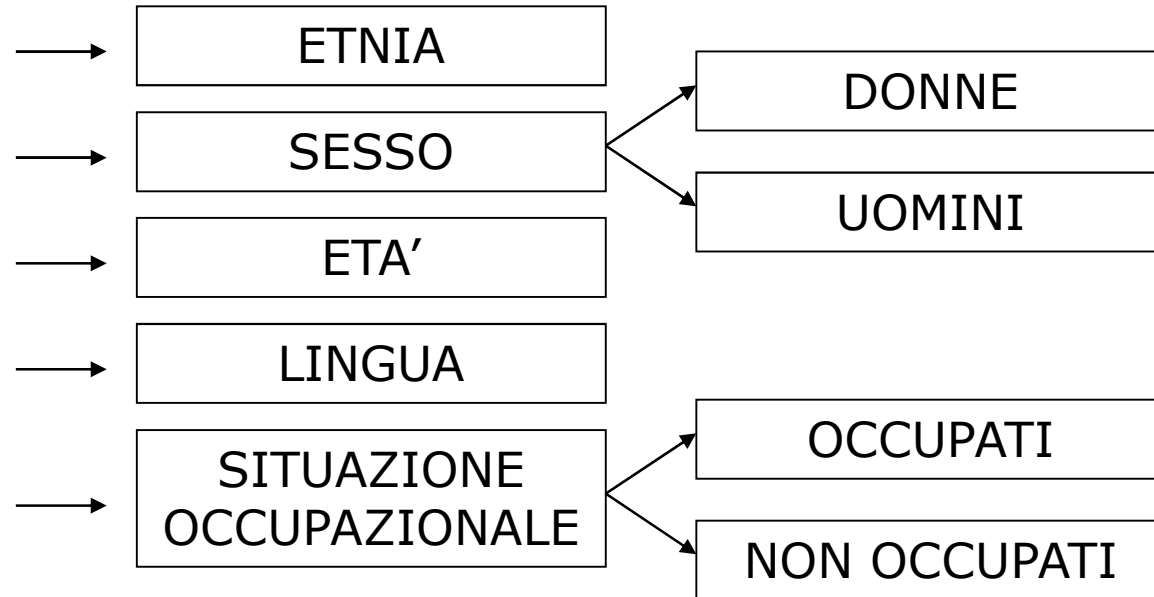 ETNIA
SESSO
DONNE
UOMINI
ETA’
LINGUA
SITUAZIONE
OCCUPAZIONALE
OCCUPATI
NON OCCUPATI